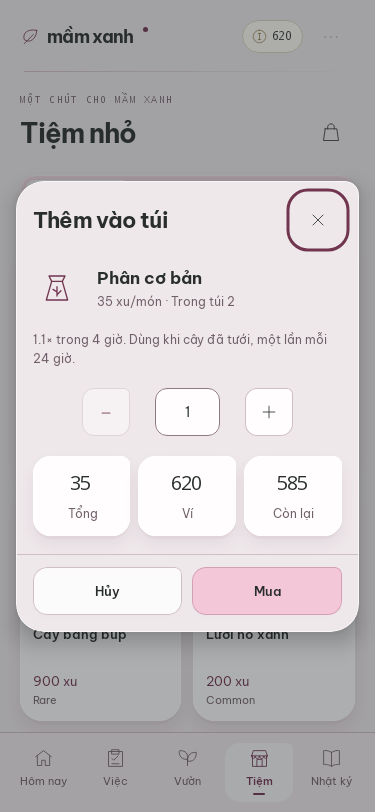 mầm xanh
620
...
MỘT CHÚT CHO MẦM XANH
Tiệm nhỏ
Thêm vào túi
Phân cơ bản
35 xu/món · Trong túi 2
1.1× trong 4 giờ. Dùng khi cây đã tưới, một lần mỗi
24 giờ.
– 1 +
35 620 585
Tổng Ví Còn lại
Hủy Mua
Cây bàng búp Lưỡi hổ xanh
900 xu 200 xu
Rare Common
Hôm nay Việc Vườn Tiệm Nhật ký